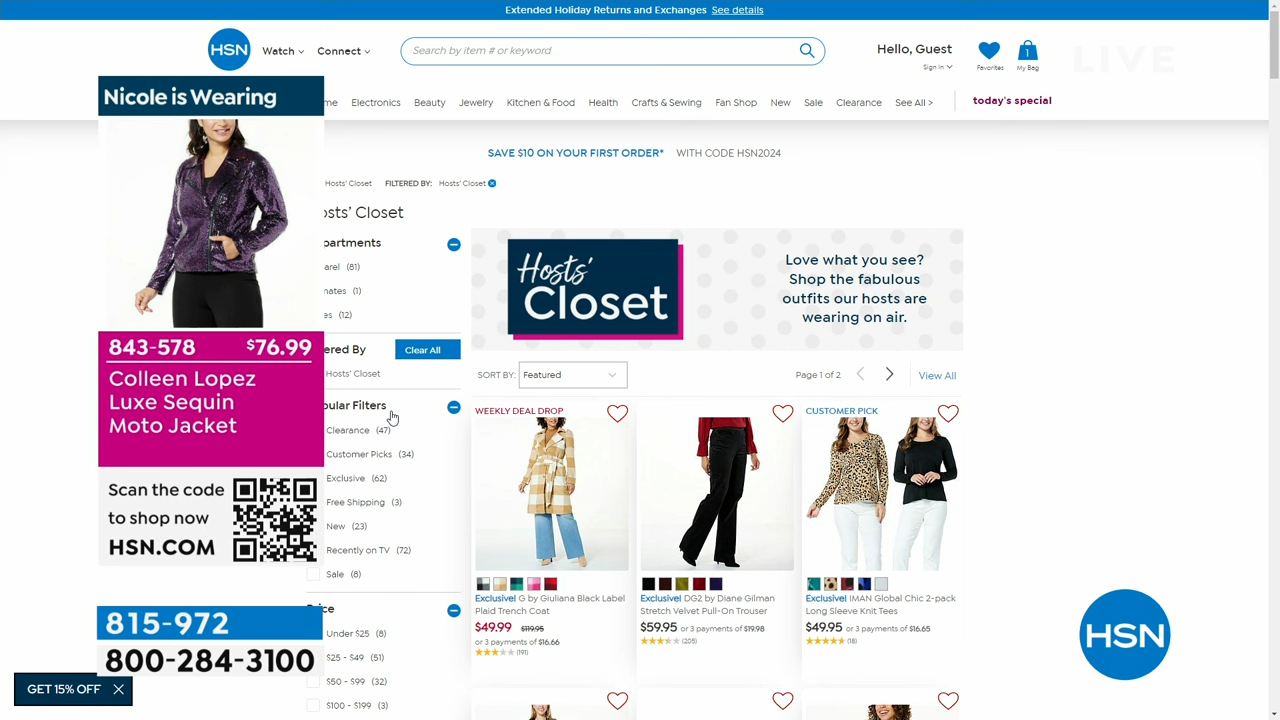 Extended Holiday Returns and Exchanges See details
HSN
Watch
Connect
Search by item # or keyword
Hello, Guest
Sign In
Favorites
1
My Bag
LIVE
Nicole is Wearing
me
Electronics
Beauty
Jewelry
Kitchen & Food
Health
Crafts & Sewing
Fan Shop
New
Sale
Clearance
See All >
today's special
SAVE $10 ON YOUR FIRST ORDER* WITH CODE HSN2024
Hosts' Closet FILTERED BY: Hosts' Closet
osts' Closet
partments
arel (81)
nates (1)
es (12)
ered By
Clear All
Hosts' Closet
pular Filters
Clearance (47)
Customer Picks (34)
Exclusive (62)
Free Shipping (3)
New (23)
Recently on TV (72)
Sale (8)
ce
Under $25 (8)
$25 - $49 (51)
$50 - $99 (32)
$100 - $199 (3)
843-578 $76.99
Colleen Lopez
Luxe Sequin
Moto Jacket
Scan the code
to shop now
HSN.COM
815-972
800-284-3100
GET 15% OFF
Hosts'
Closet
Love what you see?
Shop the fabulous
outfits our hosts are
wearing on air.
SORT BY: Featured
Page 1 of 2
View All
WEEKLY DEAL DROP
Exclusive! G by Giuliana Black Label
Plaid Trench Coat
$49.99 $119.95
or 3 payments of $16.66
(191)
Exclusive! DG2 by Diane Gilman
Stretch Velvet Pull-On Trouser
$59.95 or 3 payments of $19.98
(205)
CUSTOMER PICK
Exclusive! IMAN Global Chic 2-pack
Long Sleeve Knit Tees
$49.95 or 3 payments of $16.65
(18)
HSN